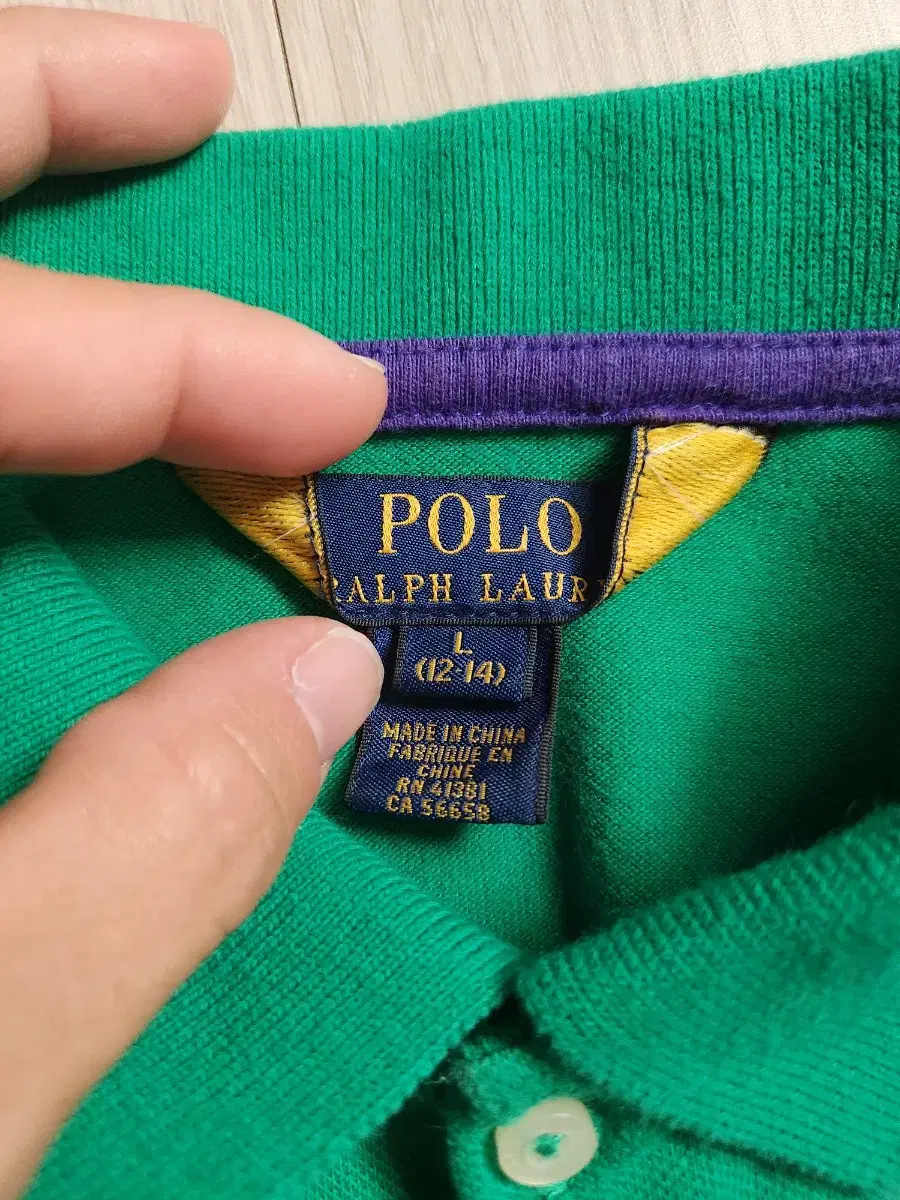 POLO
RALPH LAUR
L
(12-14)
MADE IN CHINA
FABRIQUE EN
CHINE
RN 41381
CA 56658